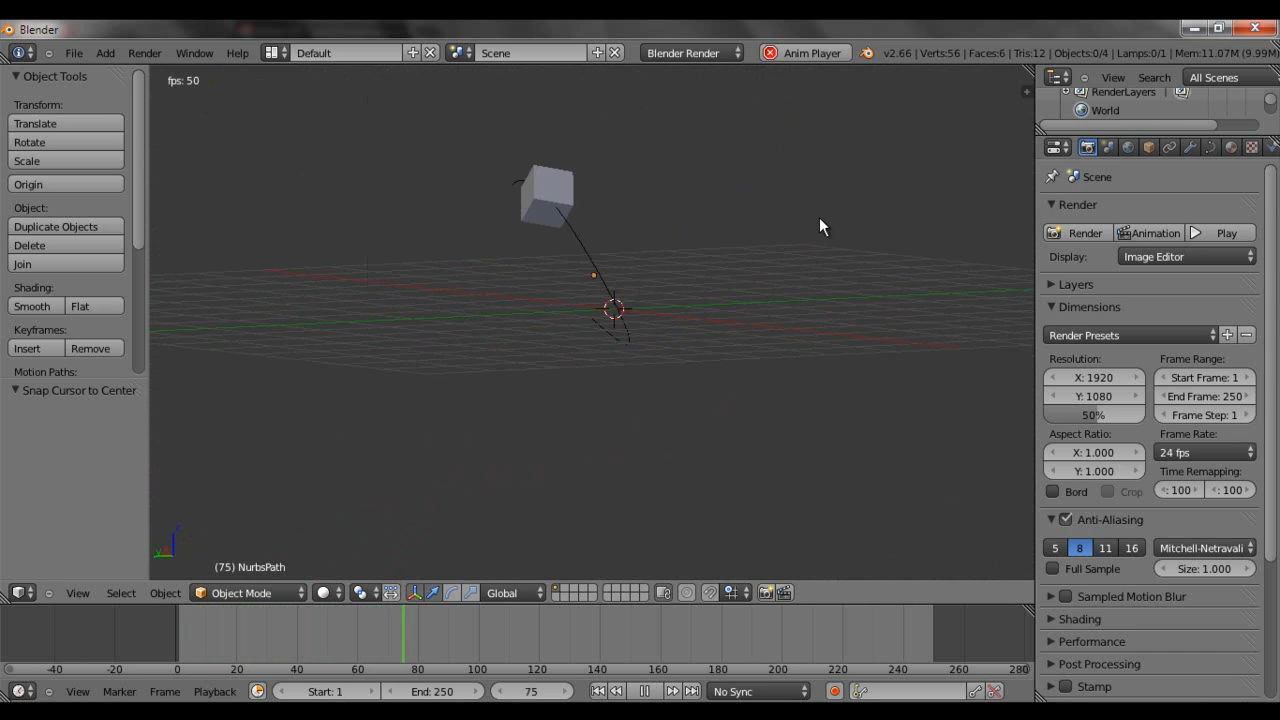 Blender
File Add Render Window Help Default Scene Blender Render Anim Player v2.66 | Verts:56 | Faces:6 | Tris:12 | Objects:0/4 | Lamps:0/1 | Mem:11.07M (9.99M)
Object Tools
Transform:
Translate
Rotate
Scale
Origin
Object:
Duplicate Objects
Delete
Join
Shading:
Smooth Flat
Keyframes:
Insert Remove
Motion Paths:
Snap Cursor to Center
fps: 50
z
y
(75) NurbsPath
View Search All Scenes
RenderLayers |
World
Scene
Render
Render Animation Play
Display: Image Editor
Layers
Dimensions
Render Presets
Resolution: Frame Range:
X: 1920 Start Frame: 1
Y: 1080 End Frame: 250
50% Frame Step: 1
Aspect Ratio: Frame Rate:
X: 1.000 24 fps
Y: 1.000 Time Remapping:
Bord Crop : 100 : 100
Anti-Aliasing
5 8 11 16 Mitchell-Netravali
Full Sample Size: 1.000
Sampled Motion Blur
Shading
Performance
Post Processing
Stamp
View Select Object Object Mode Global
-40 -20 0 20 40 60 80 100 120 140 160 180 200 220 240 260 280
View Marker Frame Playback Start: 1 End: 250 75 No Sync